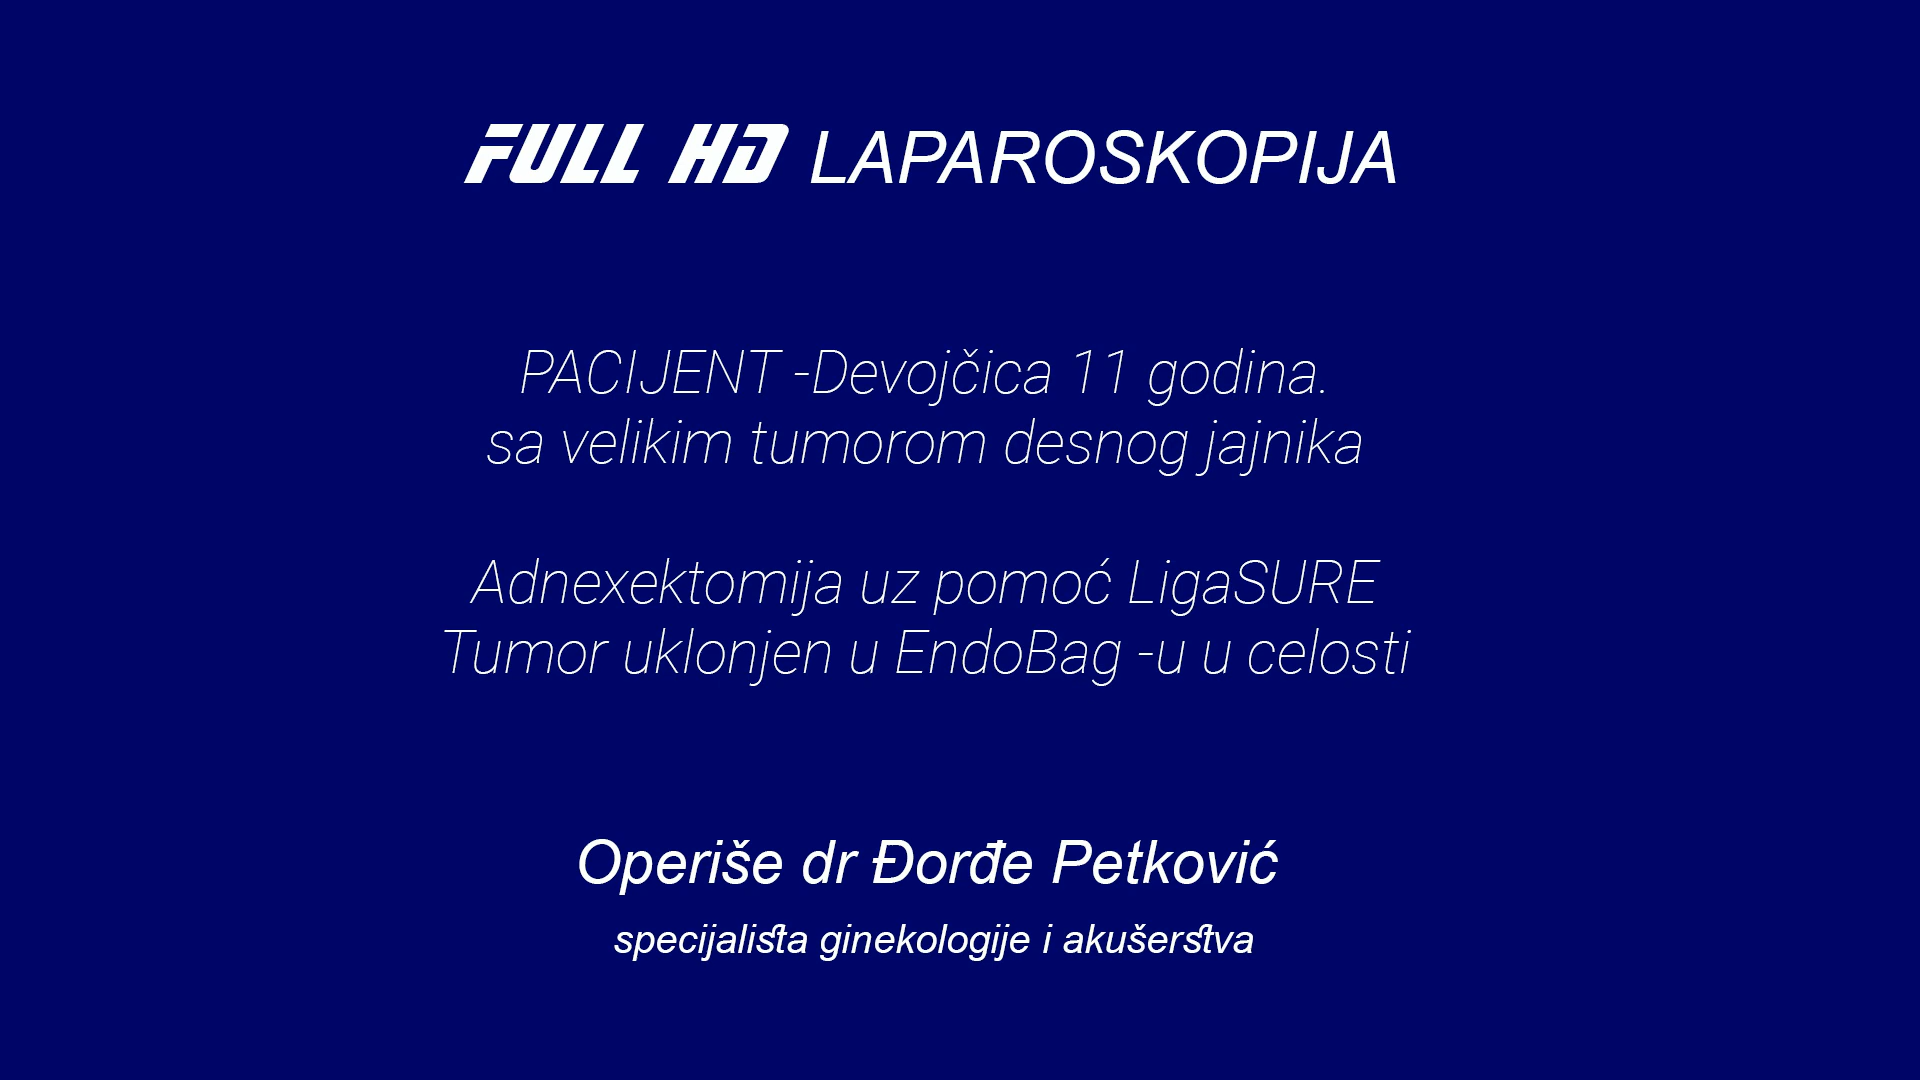 FULL HD LAPAROSKOPIJA
PACIJENT -Devojčica 11 godina.
sa velikim tumorom desnog jajnika
Adnexektomija uz pomoć LigaSURE
Tumor uklonjen u EndoBag -u u celosti
Operiše dr Đorđe Petković
specijalista ginekologije i akušerstva